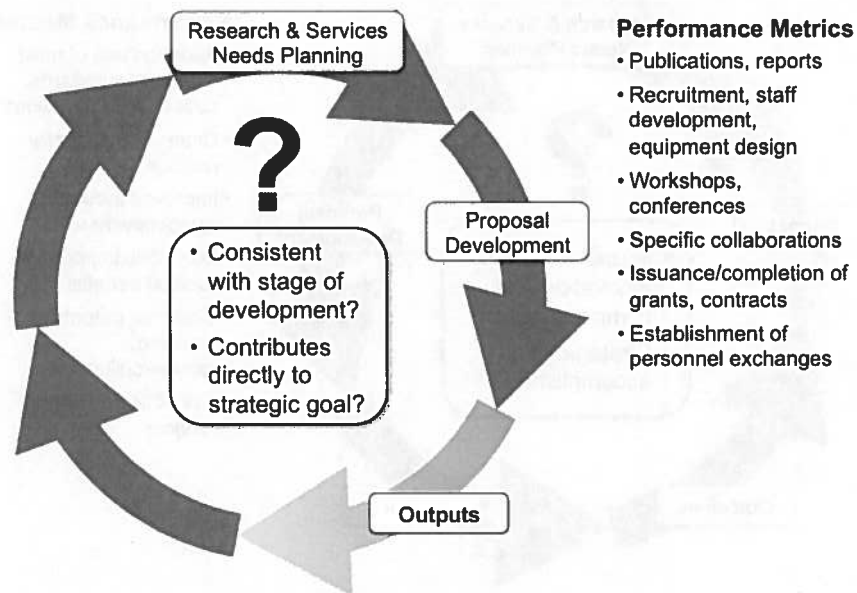 Research & Services
Needs Planning
Performance Metrics
• Publications, reports
• Recruitment, staff
development,
equipment design
• Workshops,
conferences
• Specific collaborations
• Issuance/completion of
grants, contracts
• Establishment of
personnel exchanges
?
Proposal
Development
• Consistent
with stage of
development?
• Contributes
directly to
strategic goal?
Outputs